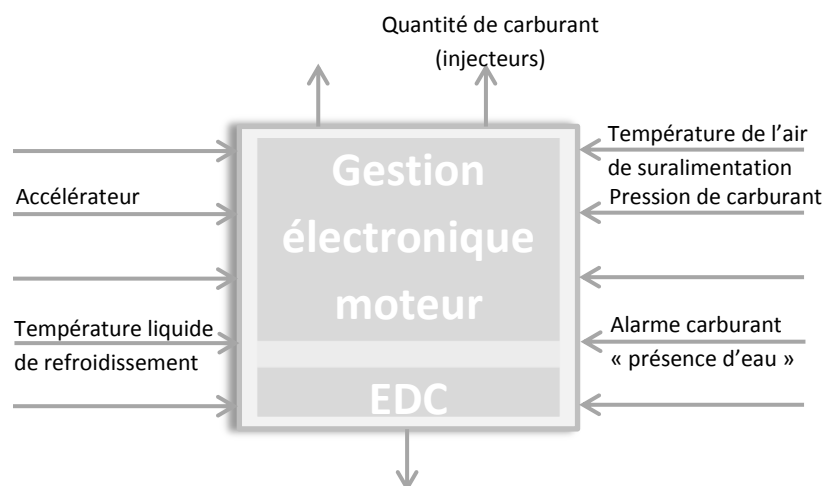 Quantité de carburant
(injecteurs)
Accélérateur
Température liquide
de refroidissement
Gestion
électronique
moteur
EDC
Température de l’air
de suralimentation
Pression de carburant
Alarme carburant
« présence d’eau »